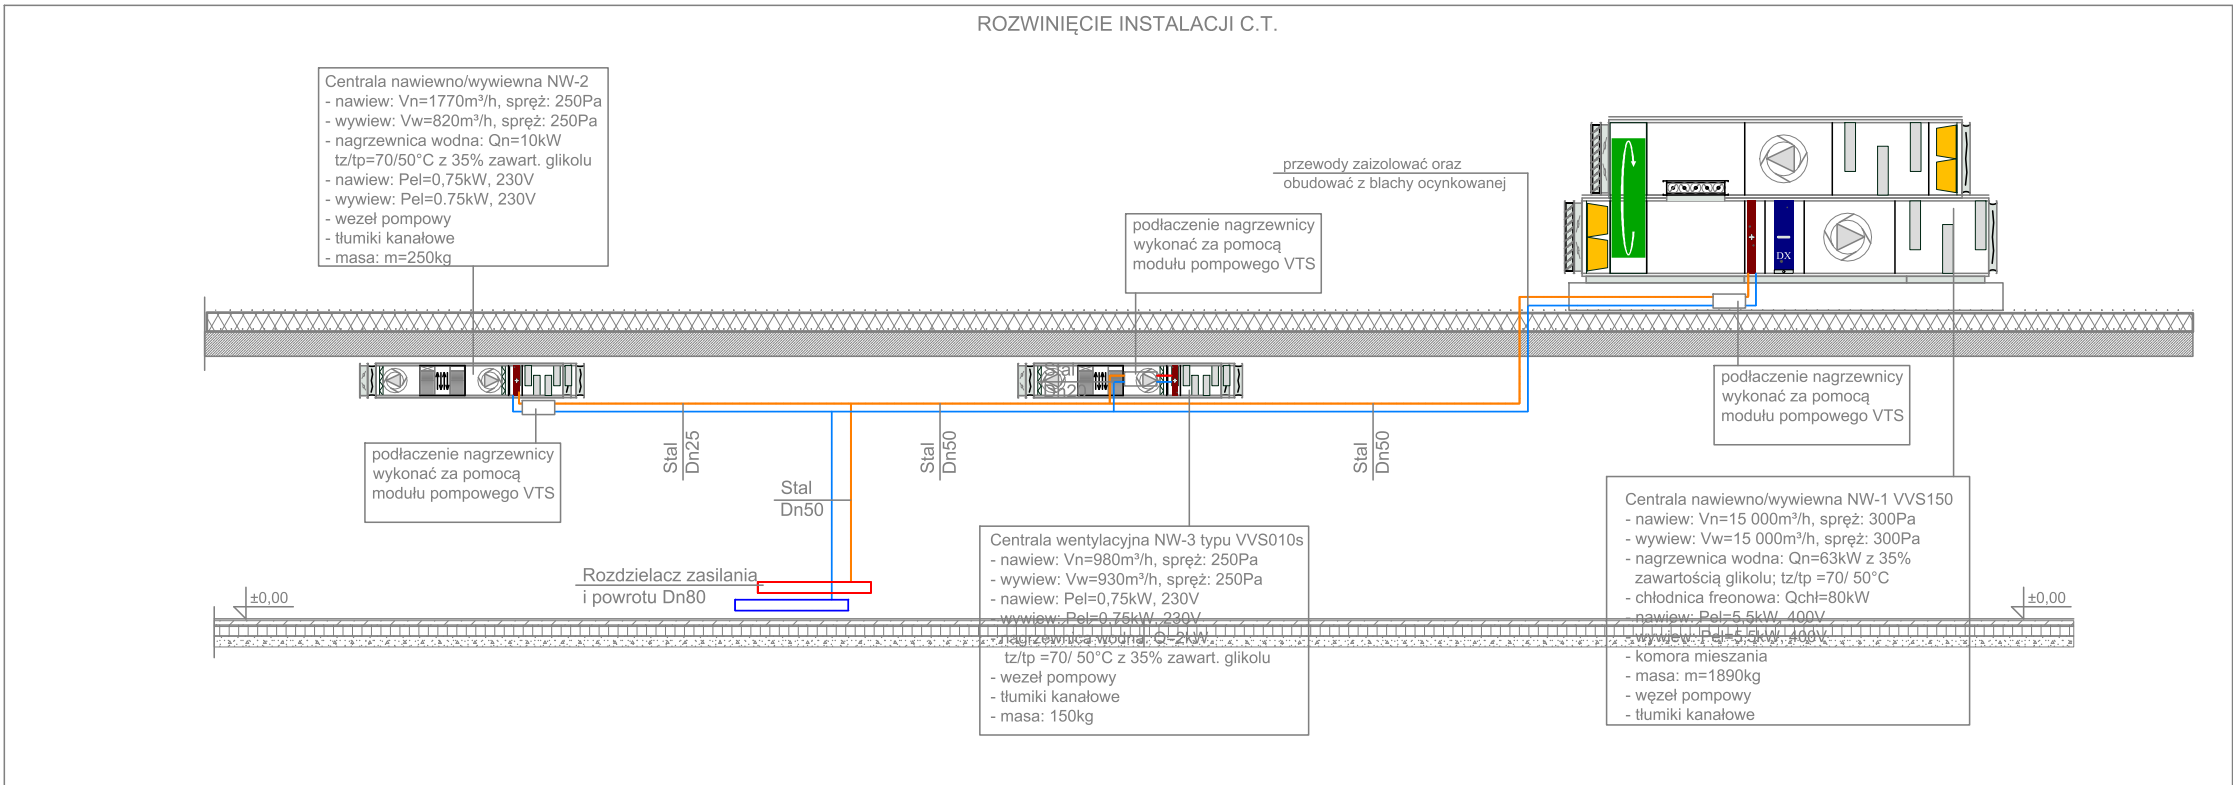 ROZWINIĘCIE INSTALACJI C.T.
Centrala nawiewno/wywiewna NW-2
- nawiew: Vn=1770m³/h, spręż: 250Pa
- wywiew: Vw=820m³/h, spręż: 250Pa
- nagrzewnica wodna: Qn=10kW
tz/tp=70/50°C z 35% zawart. glikolu
- nawiew: Pel=0,75kW, 230V
- wywiew: Pel=0.75kW, 230V
- wezeł pompowy
- tłumiki kanałowe
- masa: m=250kg
przewody zaizolować oraz
obudować z blachy ocynkowanej
podłaczenie nagrzewnicy
wykonać za pomocą
modułu pompowego VTS
DX
Stal
Dn20
podłaczenie nagrzewnicy
wykonać za pomocą
modułu pompowego VTS
podłaczenie nagrzewnicy
wykonać za pomocą
modułu pompowego VTS
Stal
Dn25
Stal
Dn50
Stal
Dn50
Stal
Dn50
Rozdzielacz zasilania
i powrotu Dn80
±0,00
±0,00
Centrala wentylacyjna NW-3 typu VVS010s
- nawiew: Vn=980m³/h, spręż: 250Pa
- wywiew: Vw=930m³/h, spręż: 250Pa
- nawiew: Pel=0,75kW, 230V
- wywiew: Pel=0,75kW, 230V
- nagrzewnica wodna: Q=2kW
tz/tp =70/ 50°C z 35% zawart. glikolu
- wezeł pompowy
- tłumiki kanałowe
- masa: 150kg
Centrala nawiewno/wywiewna NW-1 VVS150
- nawiew: Vn=15 000m³/h, spręż: 300Pa
- wywiew: Vw=15 000m³/h, spręż: 300Pa
- nagrzewnica wodna: Qn=63kW z 35%
zawartością glikolu; tz/tp =70/ 50°C
- chłodnica freonowa: Qchł=80kW
- nawiew: Pel=5,5kW, 400V
- wywiew: Pel=5,5kW, 400V
- komora mieszania
- masa: m=1890kg
- węzeł pompowy
- tłumiki kanałowe